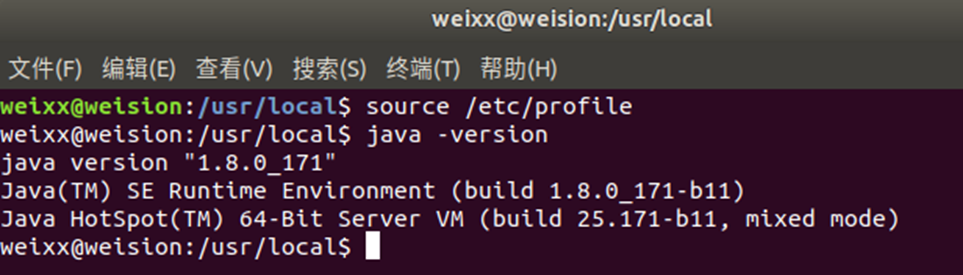 weixx@weision:/usr/local
文件(F) 编辑(E) 查看(V) 搜索(S) 终端(T) 帮助(H)
weixx@weision:/usr/local$ source /etc/profile
weixx@weision:/usr/local$ java -version
java version "1.8.0_171"
Java(TM) SE Runtime Environment (build 1.8.0_171-b11)
Java HotSpot(TM) 64-Bit Server VM (build 25.171-b11, mixed mode)
weixx@weision:/usr/local$